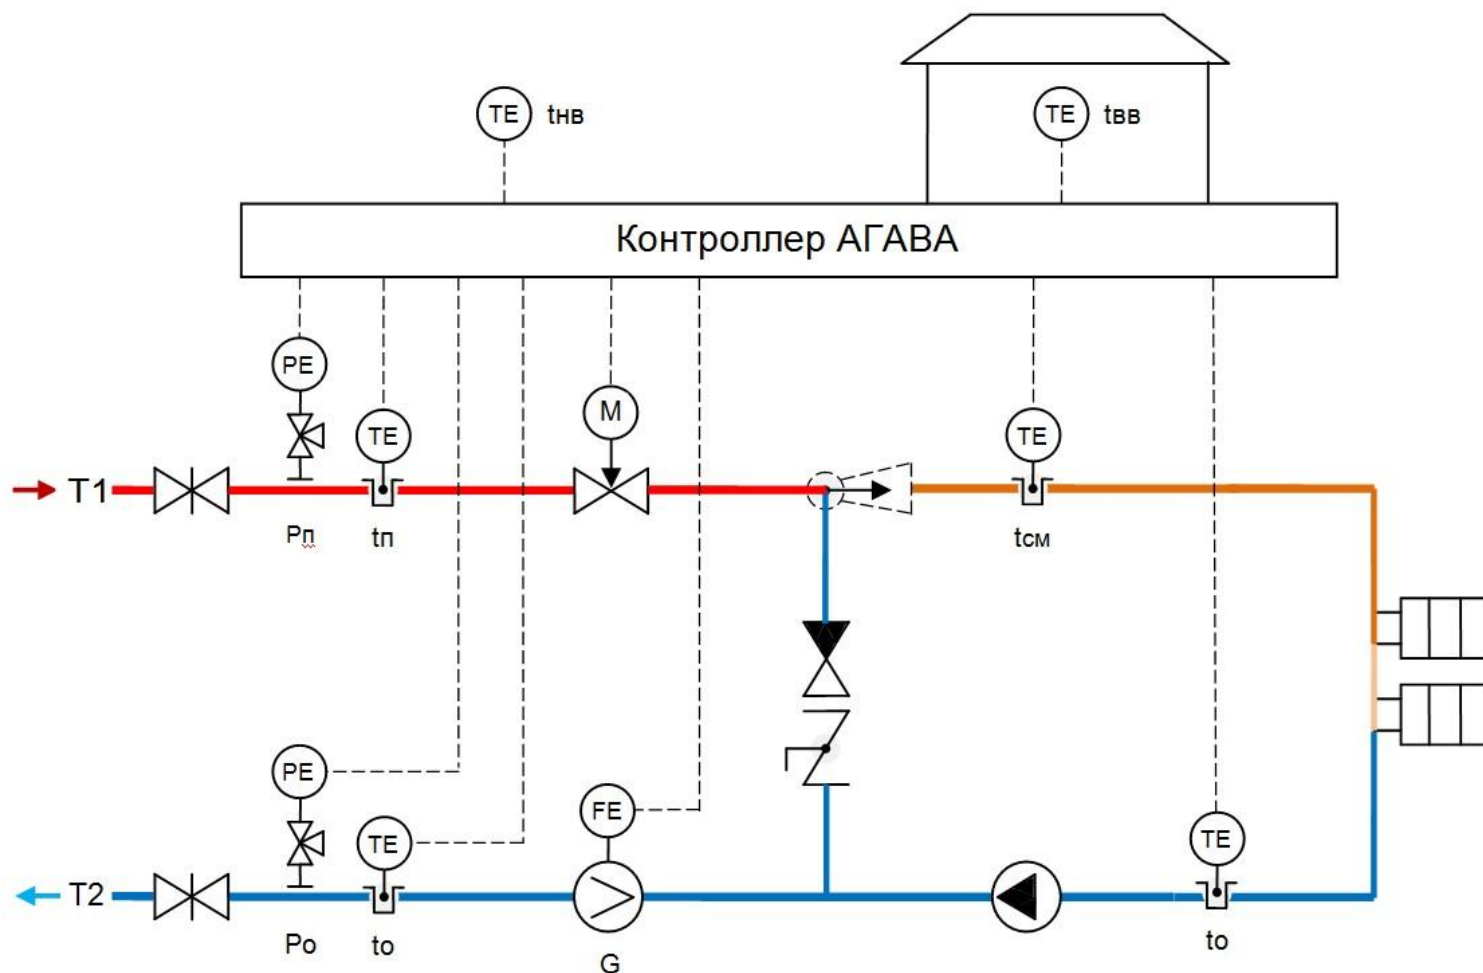 TE tнв
TE tвв
Контроллер АГАВА
PE
M
TE
TE
T1
Pп
tп
tсм
PE
FE
TE
TE
T2
Po
to
G
to